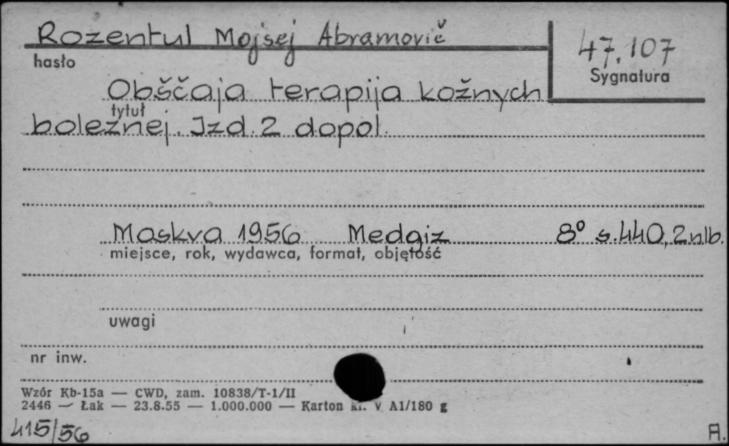 Rozentul Mojsej Abramovič
47.107
hasło
Sygnatura
Obščaja terapija kožnych
tytuł
boleznej. Izd. 2 dopol.
Moskva 1956 Medgiz 8° s.440, 2 nlb.
miejsce, rok, wydawca, format, objętość
uwagi
nr inw.
Wzór Kb-15a — CWD, zam. 10838/T-1/II
2446 — Łak — 23.8.55 — 1.000.000 — Karton kl. V A1/180 g
415/56
A.